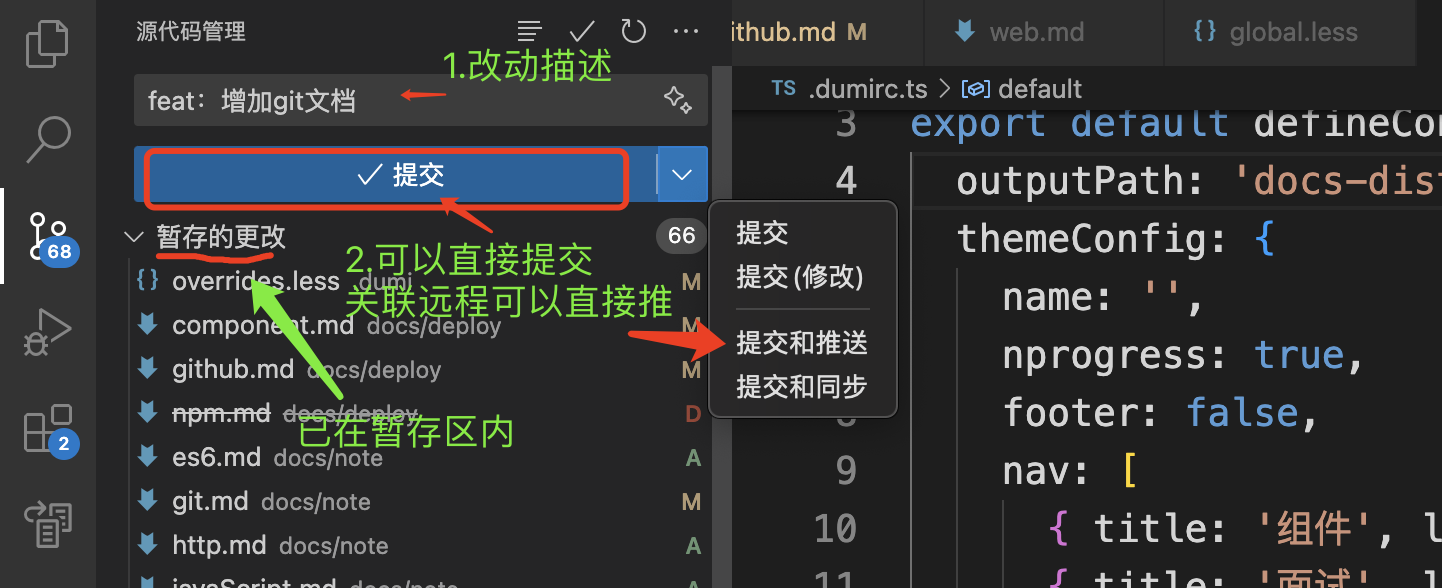 源代码管理
1.改动描述
feat：增加git文档
提交
暂存的更改
66
2.可以直接提交
关联远程可以直接推
overrides.less .dumi M
component.md docs/deploy M
github.md docs/deploy M
npm.md docs/deploy D
已在暂存区内
es6.md docs/note A
git.md docs/note M
http.md docs/note A
javaScript.md docs/note
68
2
提交
提交(修改)
提交和推送
提交和同步
ithub.md M
web.md
{} global.less
TS .dumirc.ts > default
3 export default defineCo
4 outputPath: 'docs-dis
themeConfig: {
name: '',
nprogress: true,
footer: false,
9 nav: [
10 { title: '组件', l
11 { title: '面试', l